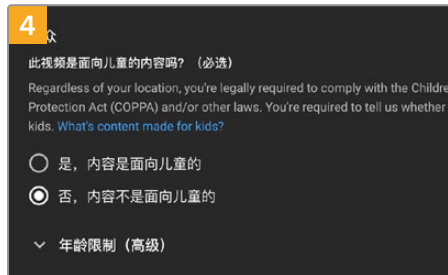 4
众
此视频是面向儿童的内容吗？（必选）
Regardless of your location, you're legally required to comply with the Childre
Protection Act (COPPA) and/or other laws. You're required to tell us whether
kids. What's content made for kids?
是，内容是面向儿童的
否，内容不是面向儿童的
年龄限制（高级）